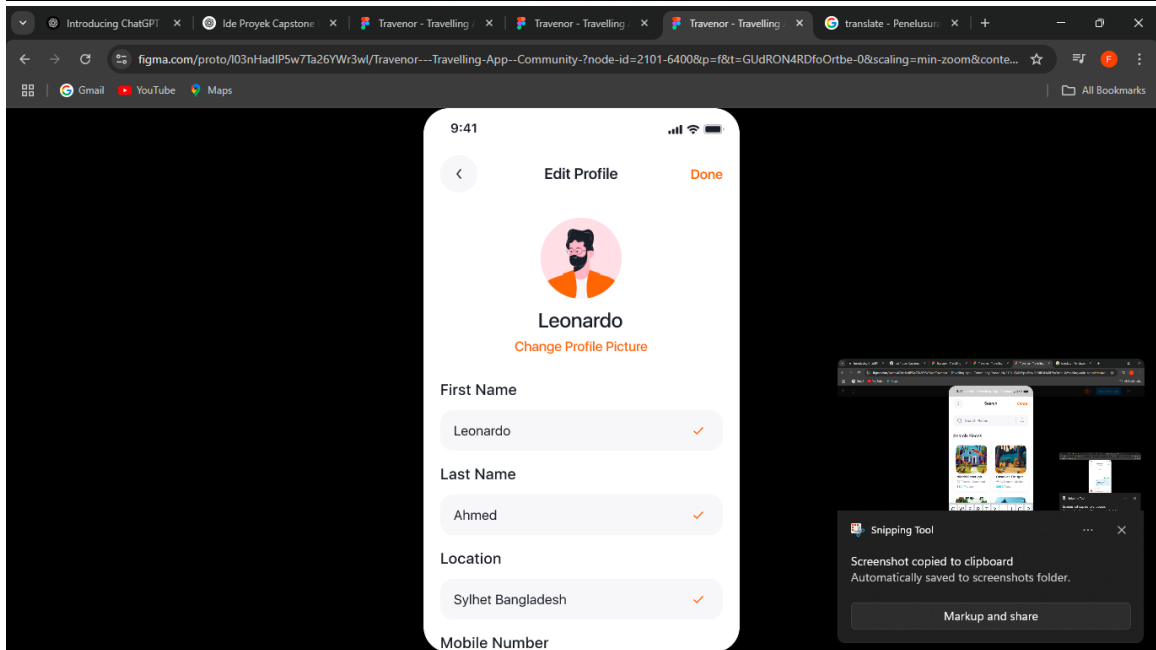 Introducing ChatGPT
Ide Proyek Capstone
Travenor - Travelling
Travenor - Travelling
Travenor - Travelling
translate - Penelusur
figma.com/proto/l03nHadIP5w7Ta26YWr3wl/Travenor---Travelling-App--Community-?node-id=2101-6400&p=f&t=GUdRON4RDfoOrtbe-0&scaling=min-zoom&conte...
F
Gmail
YouTube
Maps
All Bookmarks
9:41
Edit Profile
Done
Leonardo
Change Profile Picture
First Name
Leonardo
Last Name
Ahmed
Location
Sylhet Bangladesh
Mobile Number
Search
Snipping Tool
Screenshot copied to clipboard
Automatically saved to screenshots folder.
Markup and share